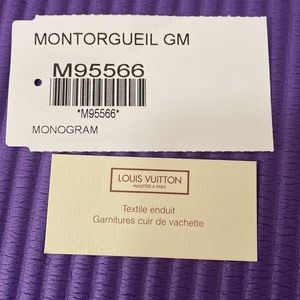 MONTORGUEIL GM
M95566
*M95566*
MONOGRAM
LOUIS VUITTON
MALLETIER A PARIS
Textile enduit
Garnitures cuir de vachette